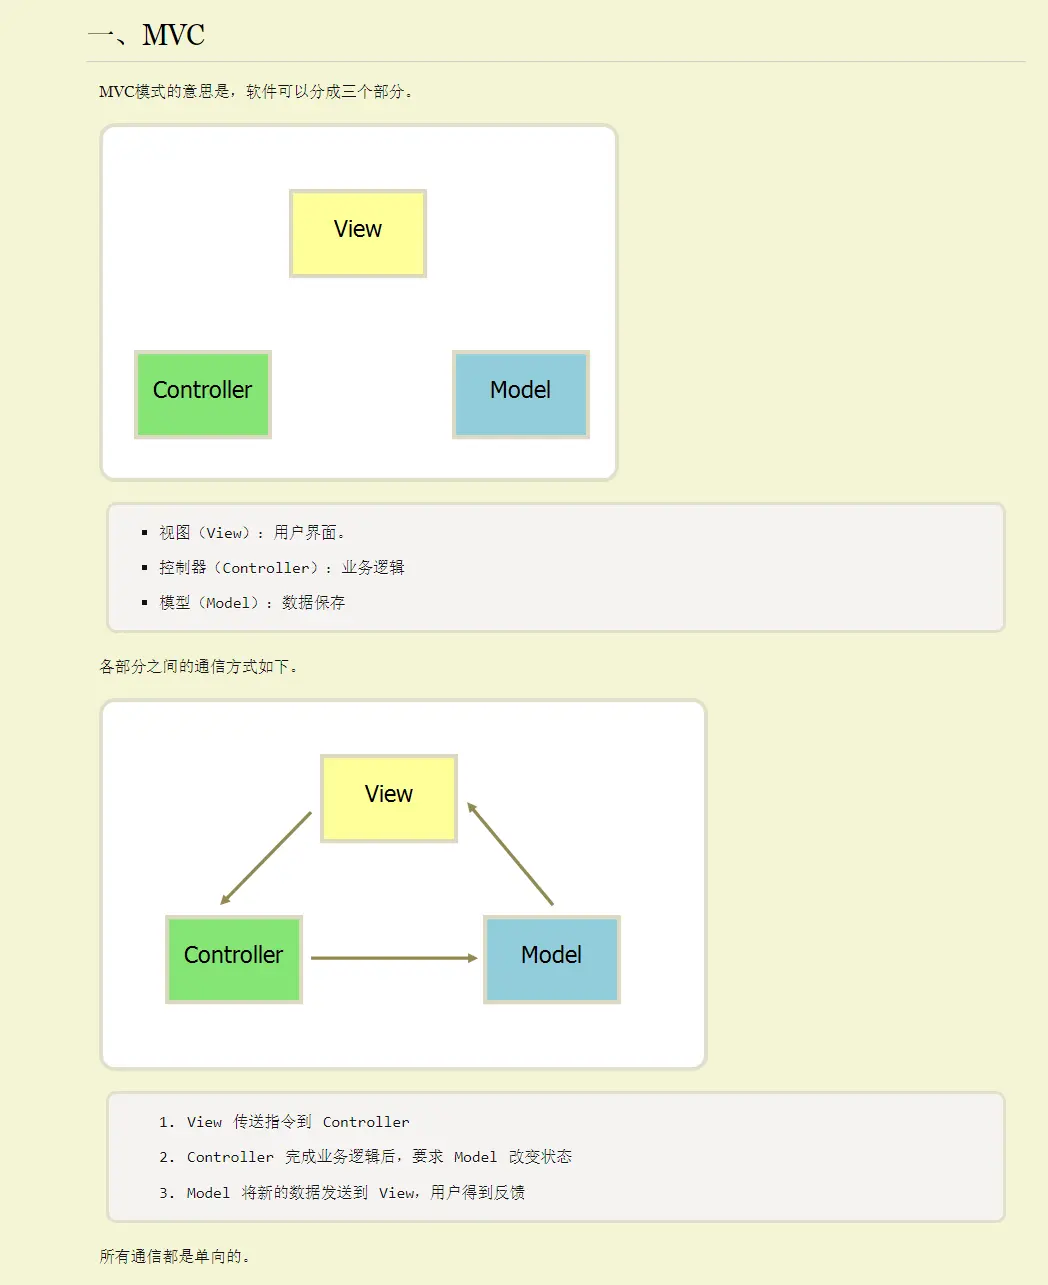 一、MVC
MVC模式的意思是，软件可以分成三个部分。
View
Controller
Model
视图（View）：用户界面。
控制器（Controller）：业务逻辑
模型（Model）：数据保存
各部分之间的通信方式如下。
View
Controller
Model
1. View 传送指令到 Controller
2. Controller 完成业务逻辑后，要求 Model 改变状态
3. Model 将新的数据发送到 View，用户得到反馈
所有通信都是单向的。